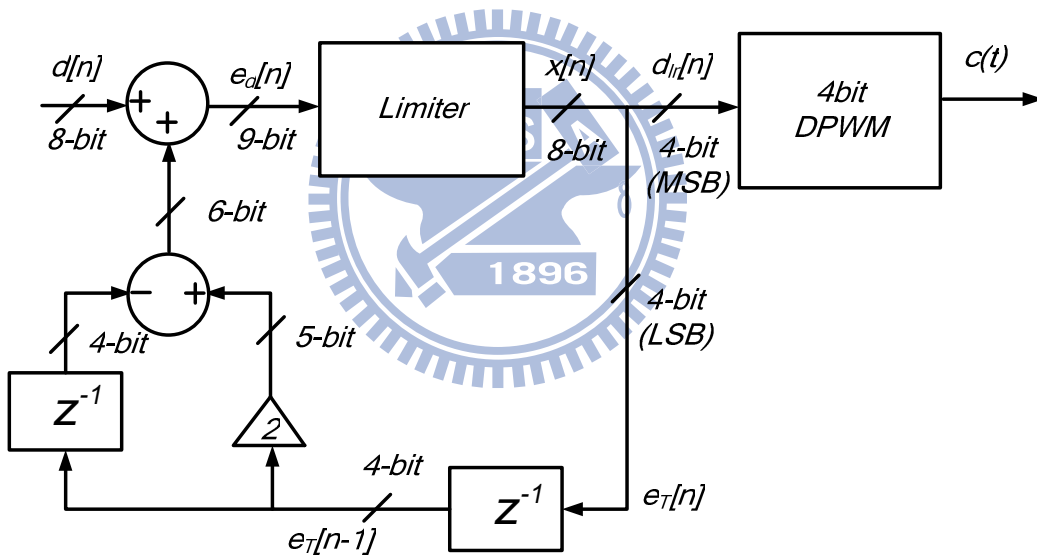 d[n]
8-bit
+
+
e_d[n]
9-bit
Limiter
x[n]
8-bit
d_lr[n]
4-bit
(MSB)
4bit
DPWM
c(t)
6-bit
−
+
4-bit
5-bit
1896
4-bit
(LSB)
z^-1
2
4-bit
e_T[n-1]
z^-1
e_T[n]